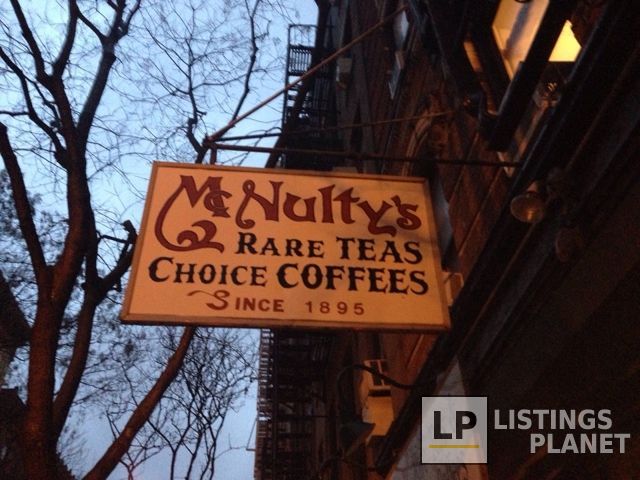 McNulty's
RARE TEAS
CHOICE COFFEES
SINCE 1895
LP LISTINGS
PLANET